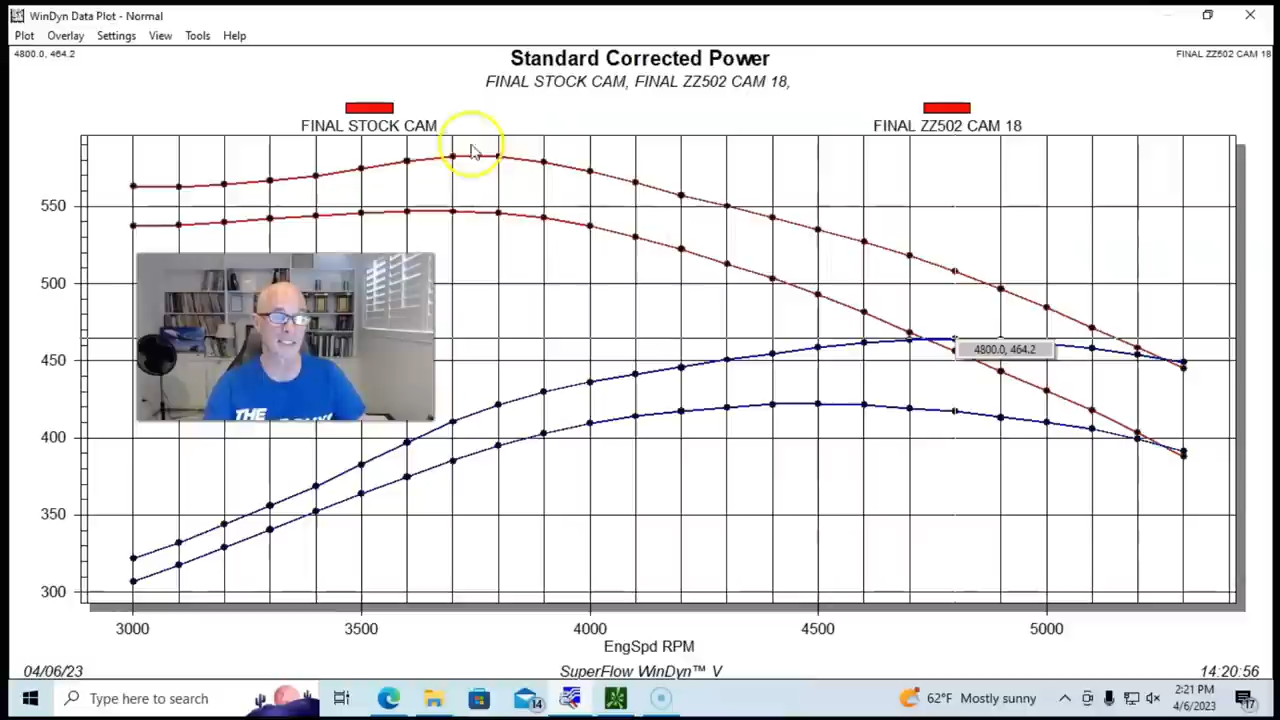 WinDyn Data Plot - Normal
Plot Overlay Settings View Tools Help
4800.0, 464.2
Standard Corrected Power
FINAL ZZ502 CAM 18
FINAL STOCK CAM, FINAL ZZ502 CAM 18,
FINAL STOCK CAM
FINAL ZZ502 CAM 18
550
500
450
400
350
300
4800.0, 464.2
THE
3000 3500 4000 4500 5000
EngSpd RPM
04/06/23
SuperFlow WinDyn™ V
14:20:56
Type here to search
14
62°F Mostly sunny
2:21 PM
4/6/2023
17